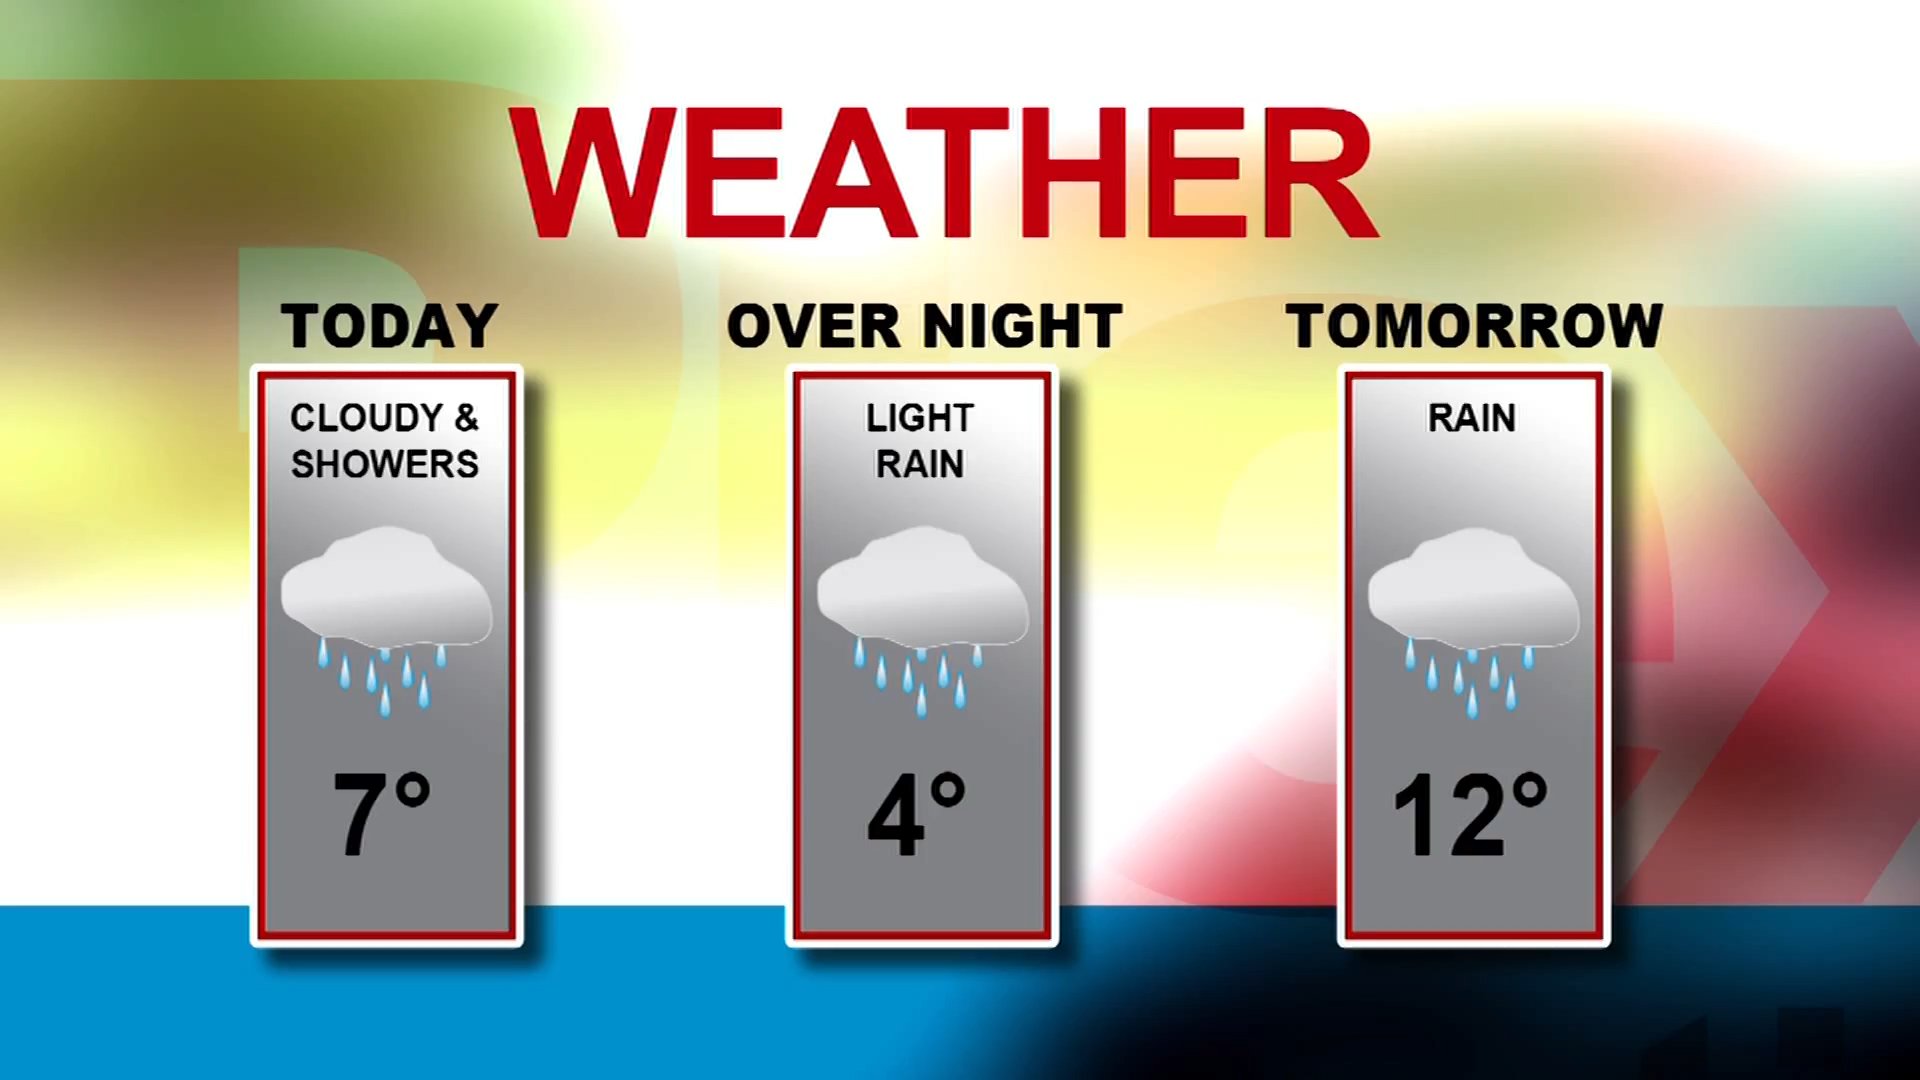 WEATHER
TODAY
CLOUDY &
SHOWERS
7°
OVER NIGHT
LIGHT
RAIN
4°
TOMORROW
RAIN
12°